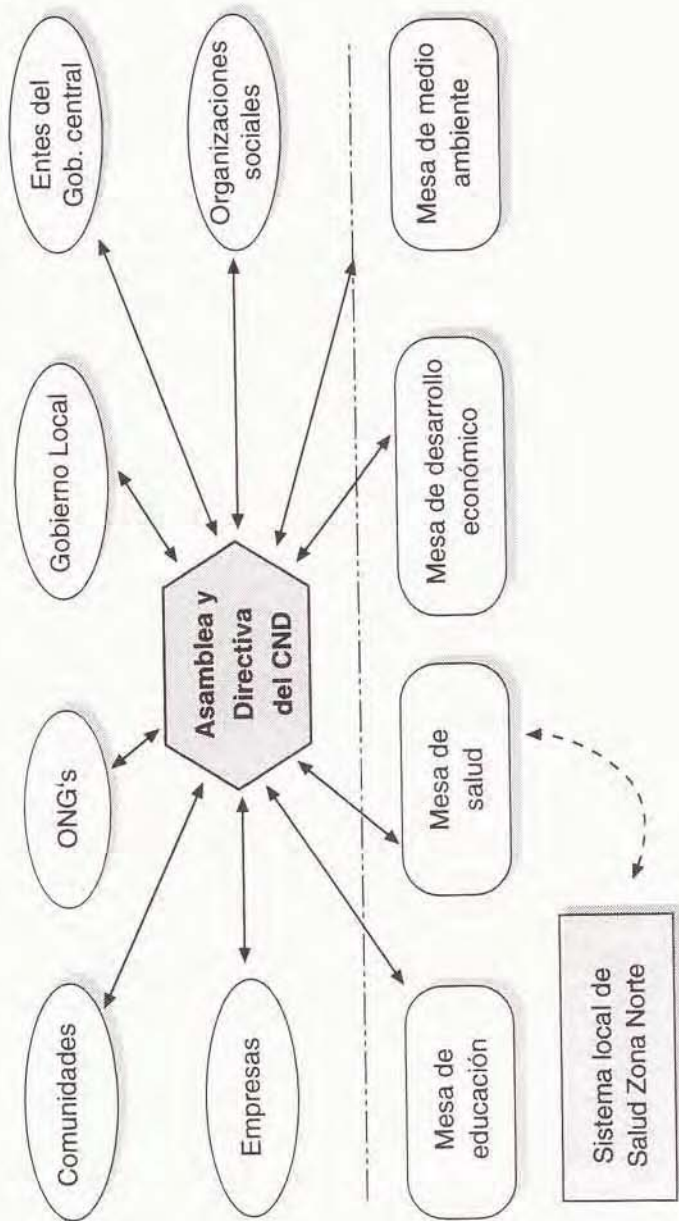 Comunidades
ONG‘s
Gobierno Local
Entes del
Gob. central
Empresas
Asamblea y
Directiva
del CND
Organizaciones
sociales
Mesa de
educación
Mesa de
salud
Mesa de desarrollo
económico
Mesa de medio
ambiente
Sistema local de
Salud Zona Norte